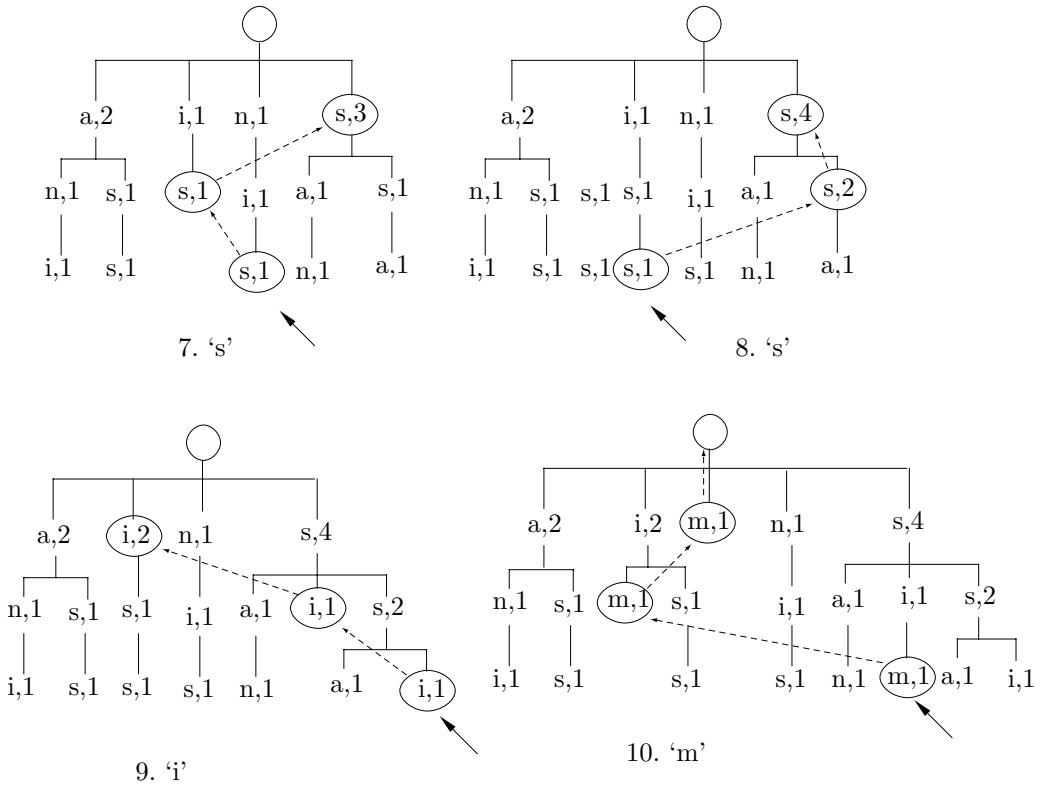 a,2 i,1 n,1 s,3
n,1 s,1 s,1 i,1 a,1 s,1
i,1 s,1 s,1 n,1 a,1
7. ‘s’
a,2 i,1 n,1 s,4
n,1 s,1 s,1 s,1 i,1 a,1 s,2
i,1 s,1 s,1 s,1 s,1 n,1 a,1
8. ‘s’
a,2 i,2 n,1 s,4
n,1 s,1 s,1 i,1 a,1 i,1 s,2
i,1 s,1 s,1 s,1 n,1 a,1 i,1
9. ‘i’
a,2 i,2 m,1 n,1 s,4
n,1 s,1 m,1 s,1 i,1 a,1 i,1 s,2
i,1 s,1 s,1 s,1 n,1 m,1 a,1 i,1
10. ‘m’